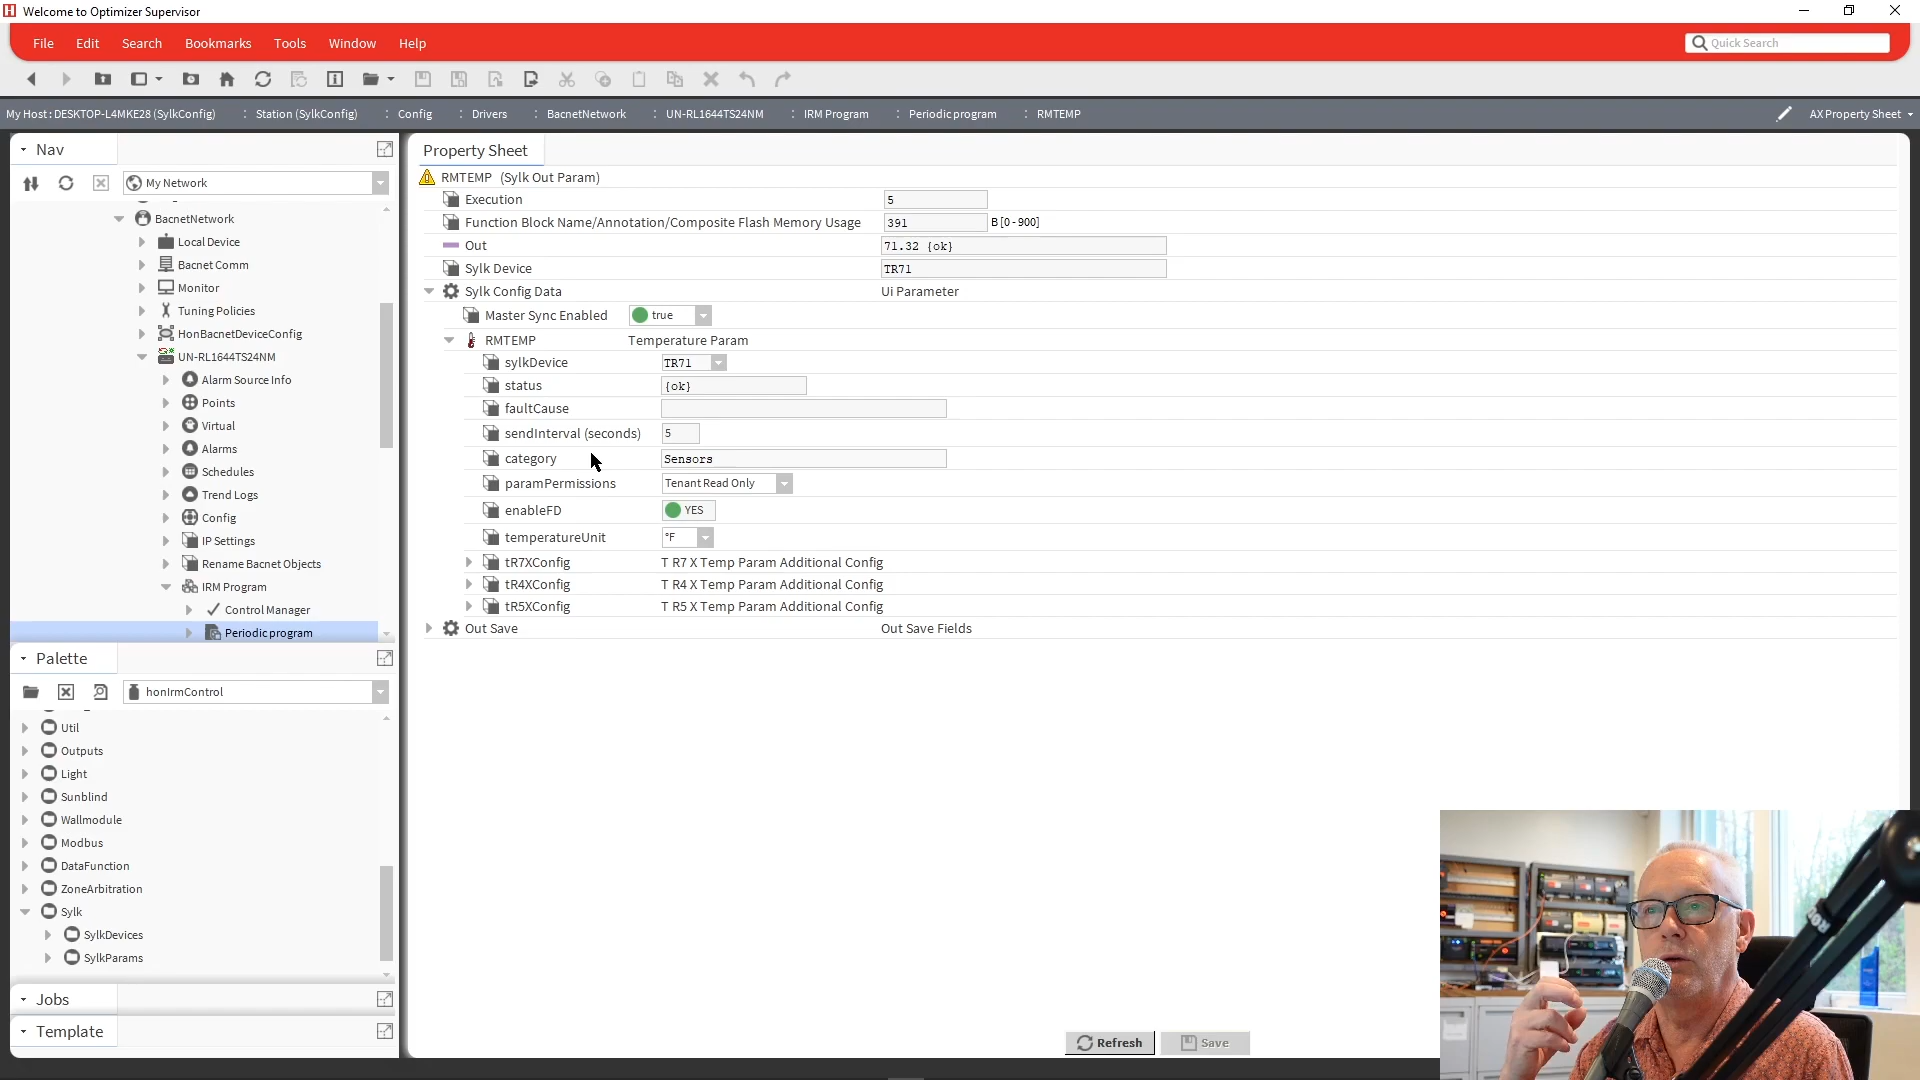 Welcome to Optimizer Supervisor
File Edit Search Bookmarks Tools Window Help
Quick Search
My Host : DESKTOP-L4MKE28 (SylkConfig) : Station (SylkConfig) : Config : Drivers : BacnetNetwork : UN-RL1644TS24NM : IRM Program : Periodic program : RMTEMP
AX Property Sheet
Nav
My Network
BacnetNetwork
Local Device
Bacnet Comm
Monitor
Tuning Policies
HonBacnetDeviceConfig
UN-RL1644TS24NM
Alarm Source Info
Points
Virtual
Alarms
Schedules
Trend Logs
Config
IP Settings
Rename Bacnet Objects
IRM Program
Control Manager
Periodic program
Palette
honIrmControl
Util
Outputs
Light
Sunblind
Wallmodule
Modbus
DataFunction
ZoneArbitration
Sylk
SylkDevices
SylkParams
Jobs
Template
Property Sheet
RMTEMP (Sylk Out Param)
Execution 5
Function Block Name/Annotation/Composite Flash Memory Usage 391 B [0 - 900]
Out 71.32 {ok}
Sylk Device TR71
Sylk Config Data Ui Parameter
Master Sync Enabled true
RMTEMP Temperature Param
sylkDevice TR71
status {ok}
faultCause
sendInterval (seconds) 5
category Sensors
paramPermissions Tenant Read Only
enableFD YES
temperatureUnit °F
tR7XConfig T R7 X Temp Param Additional Config
tR4XConfig T R4 X Temp Param Additional Config
tR5XConfig T R5 X Temp Param Additional Config
Out Save Out Save Fields
Refresh Save